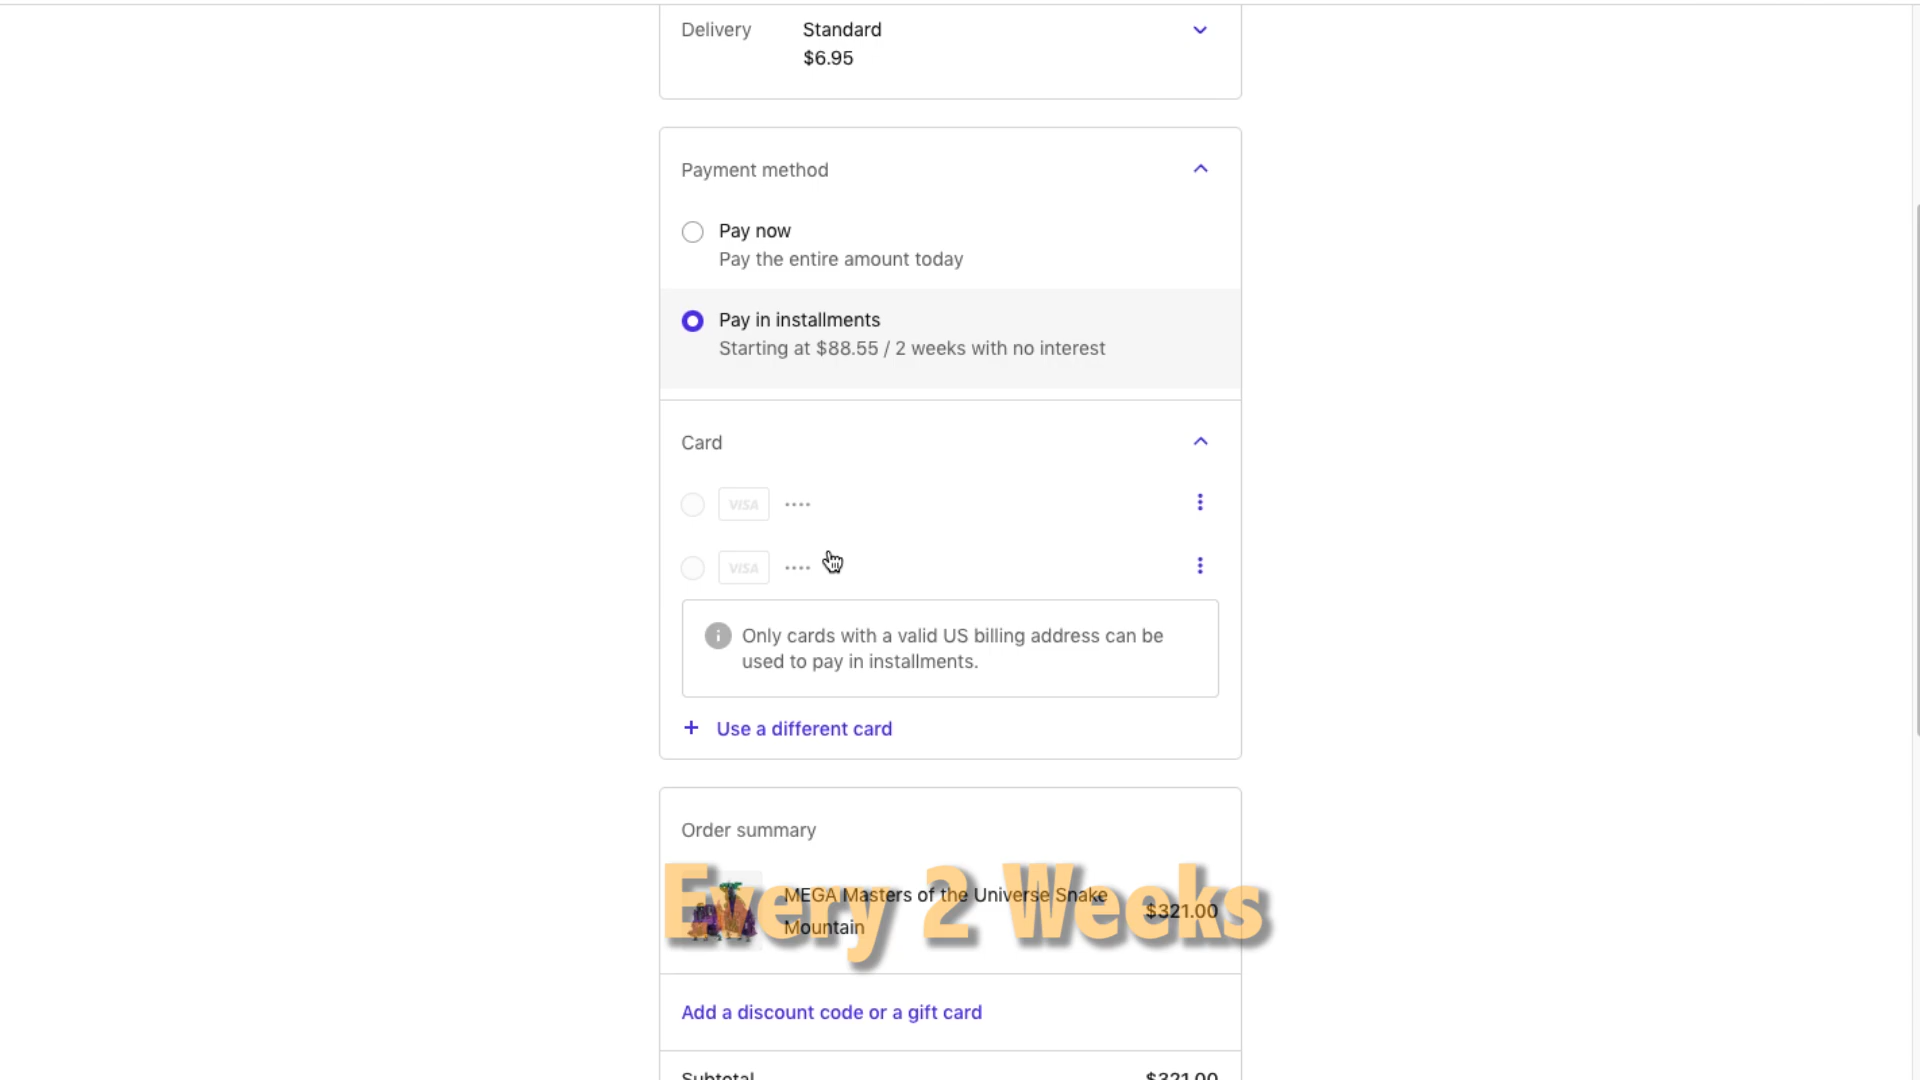 Delivery
Standard
$6.95
Payment method
Pay now
Pay the entire amount today
Pay in installments
Starting at $88.55 / 2 weeks with no interest
Card
VISA ····
VISA ····
Only cards with a valid US billing address can be
used to pay in installments.
+ Use a different card
Order summary
MEGA Masters of the Universe Snake
Mountain
$321.00
Every 2 Weeks
Add a discount code or a gift card
Subtotal $321.00